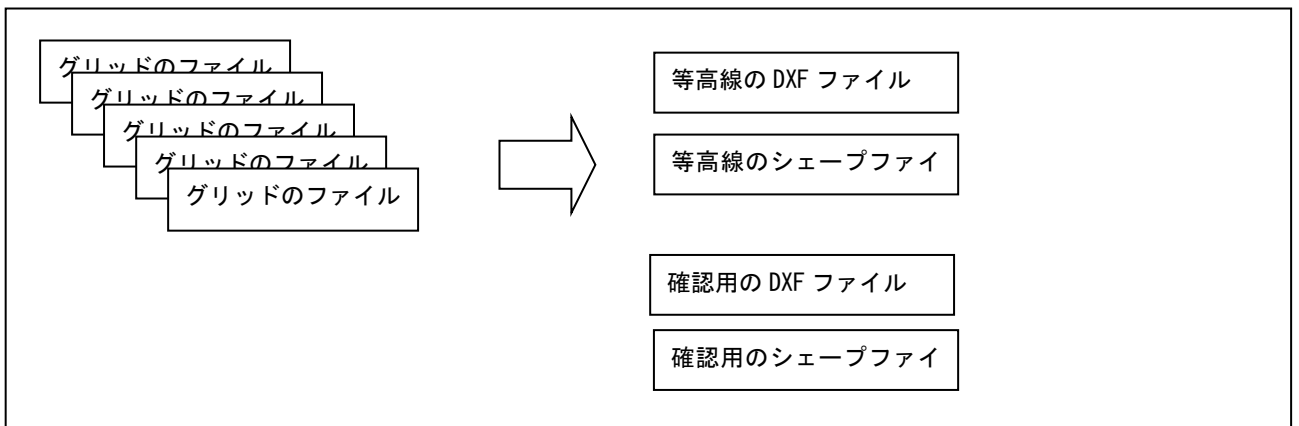 グリッドのファイル
グリッドのファイル
グリッドのファイル
グリッドのファイル
グリッドのファイル
等高線の DXF ファイル
等高線のシェープファイ
確認用の DXF ファイル
確認用のシェープファイ